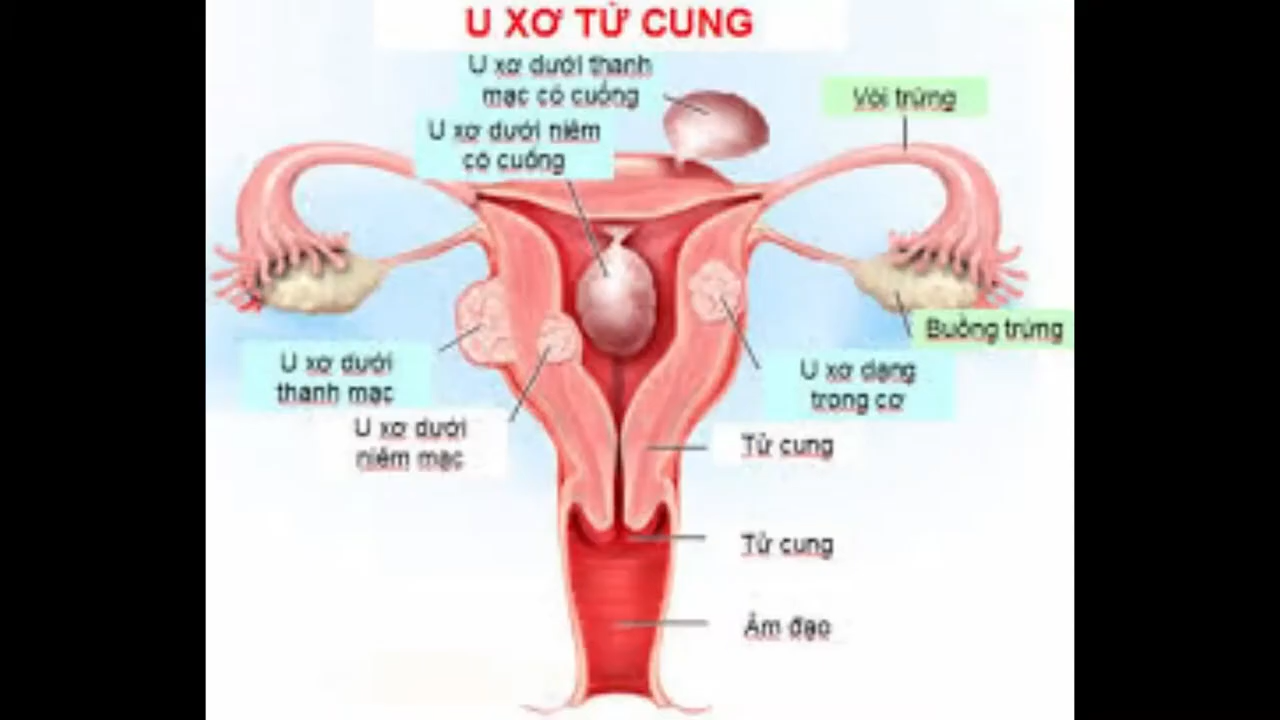 U XƠ TỬ CUNG
U xơ dưới thanh
mạc có cuống
U xơ dưới niêm
có cuống
Vòi trứng
Buồng trứng
U xơ dưới
thanh mạc
U xơ dạng
trong cơ
U xơ dưới
niêm mạc
Tử cung
Tử cung
Âm đạo